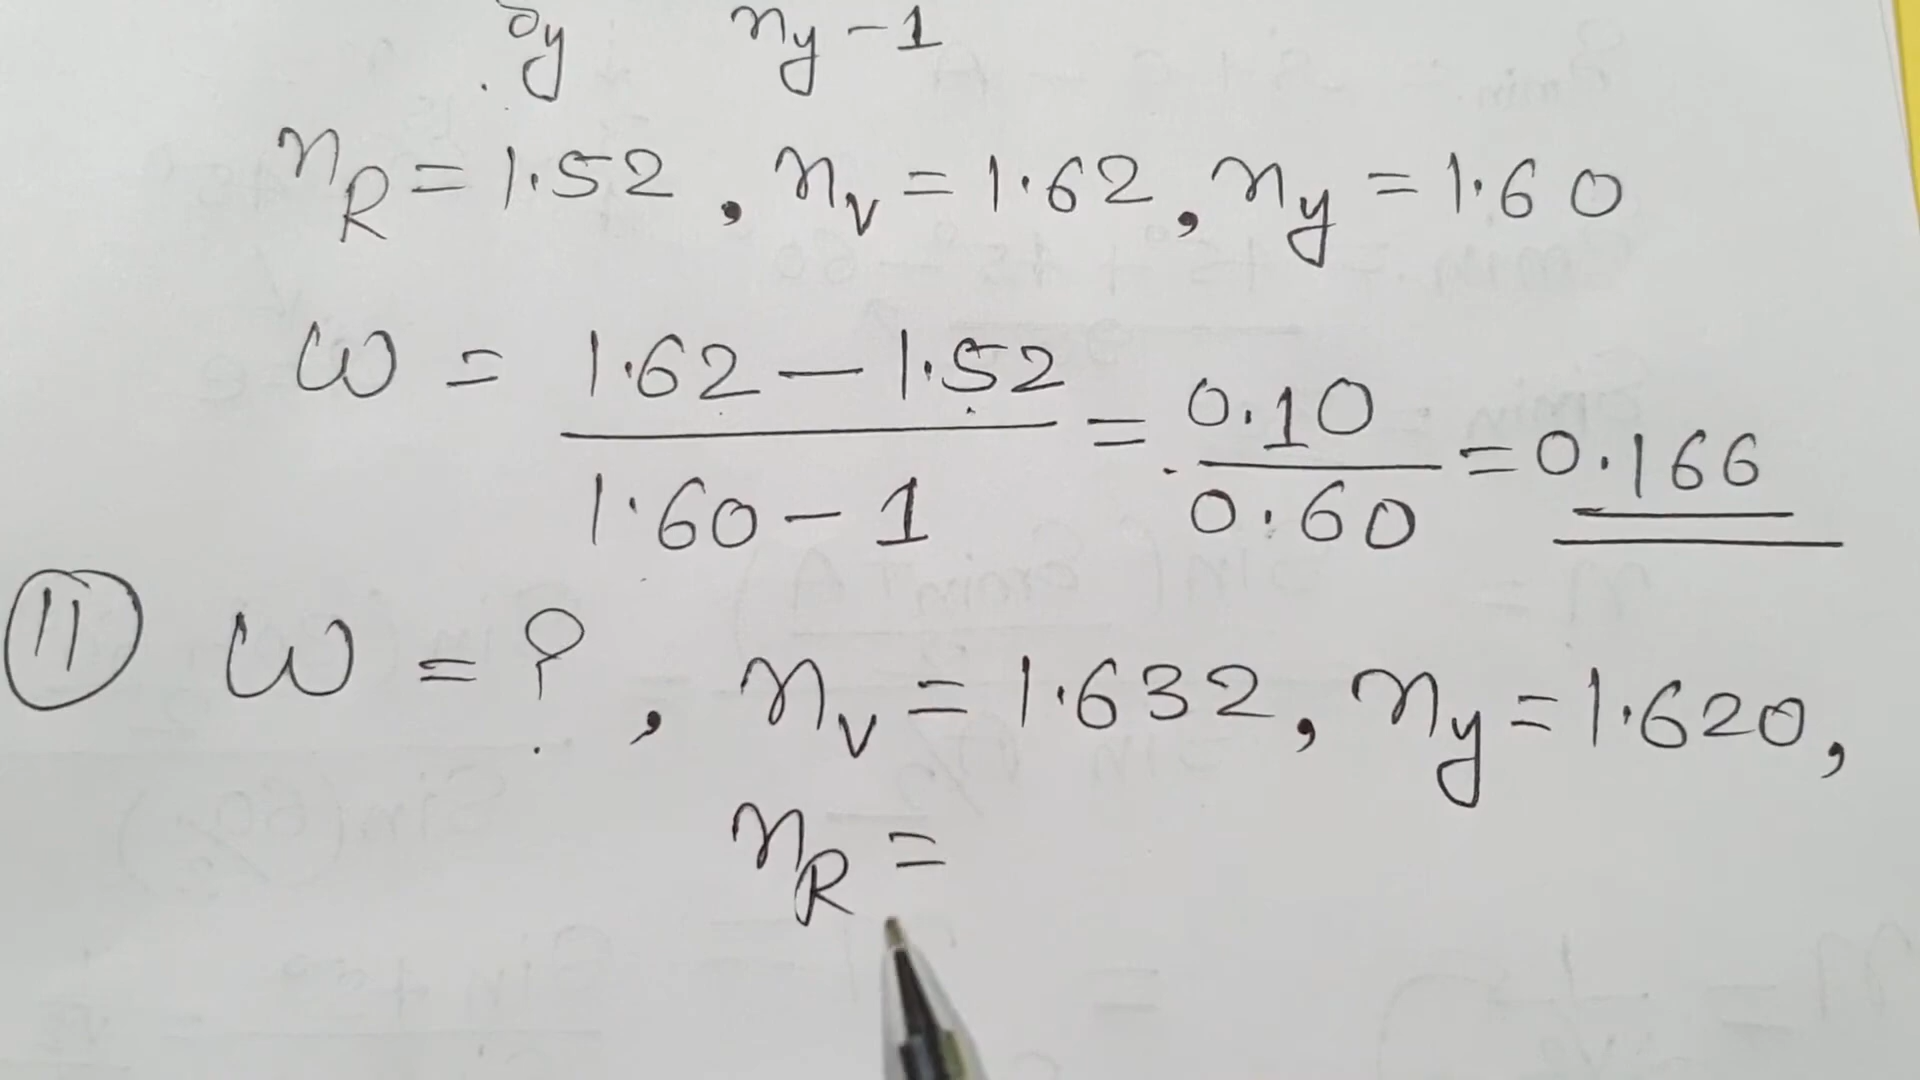 δy ny - 1
nR = 1.52 , nv = 1.62 , ny = 1.60
ω = 1.62 - 1.52 / 1.60 - 1 = 0.10 / 0.60 = 0.166
11 ω = ? , nv = 1.632 , ny = 1.620 ,
nR =